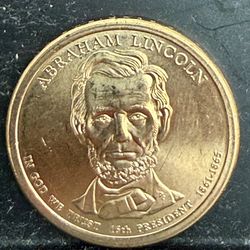 ABRAHAM LINCOLN
IN GOD WE TRUST 16th PRESIDENT 1861-1865